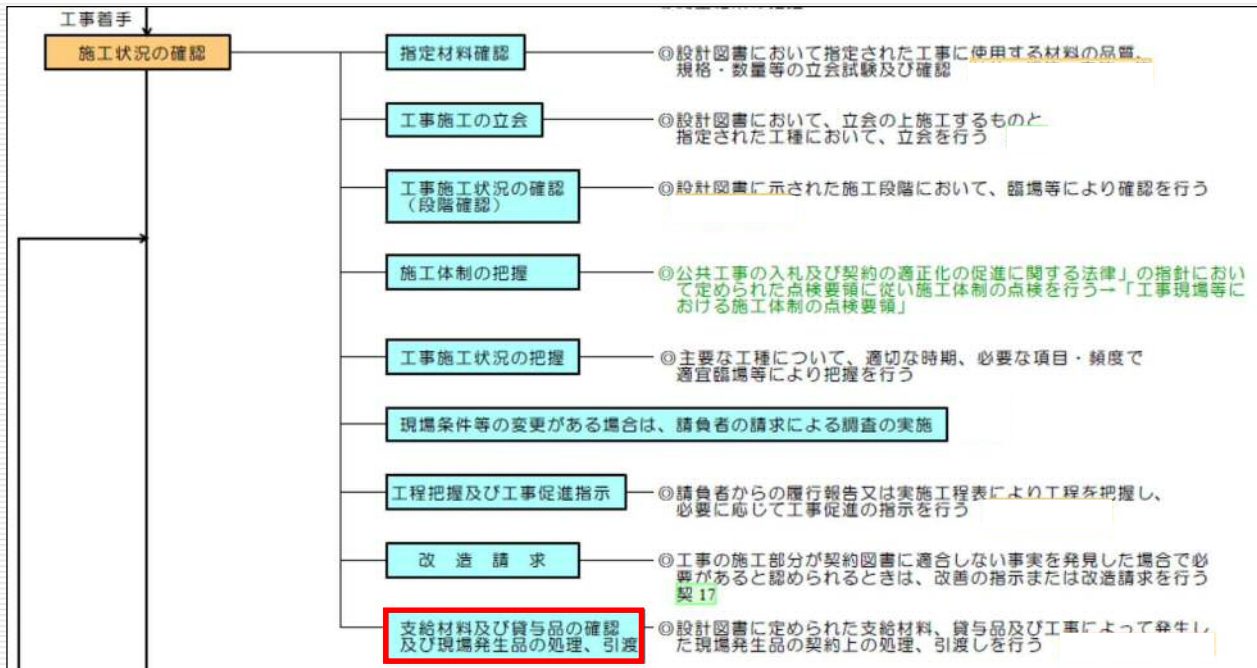 工事着手
施工状況の確認
指定材料確認
◎設計図書において指定された工事に使用する材料の品質、
規格・数量等の立会試験及び確認
工事施工の立会
◎設計図書において、立会の上施工するものと
指定された工種において、立会を行う
工事施工状況の確認
（段階確認）
◎設計図書に示された施工段階において、臨場等により確認を行う
施工体制の把握
◎公共工事の入札及び契約の適正化の促進に関する法律」の指針におい
て定められた点検要領に従い施工体制の点検を行う→「工事現場等に
おける施工体制の点検要領」
工事施工状況の把握
◎主要な工種について、適切な時期、必要な項目・頻度で
適宜臨場等により把握を行う
現場条件等の変更がある場合は、請負者の請求による調査の実施
工程把握及び工事促進指示
◎請負者からの履行報告又は実施工程表により工程を把握し、
必要に応じて工事促進の指示を行う
改造請求
◎工事の施工部分が契約図書に適合しない事実を発見した場合で必
要があると認められるときは、改善の指示または改造請求を行う
契17
支給材料及び貸与品の確認
及び現場発生品の処理、引渡
◎設計図書に定められた支給材料、貸与品及び工事によって発生し
た現場発生品の契約上の処理、引渡しを行う